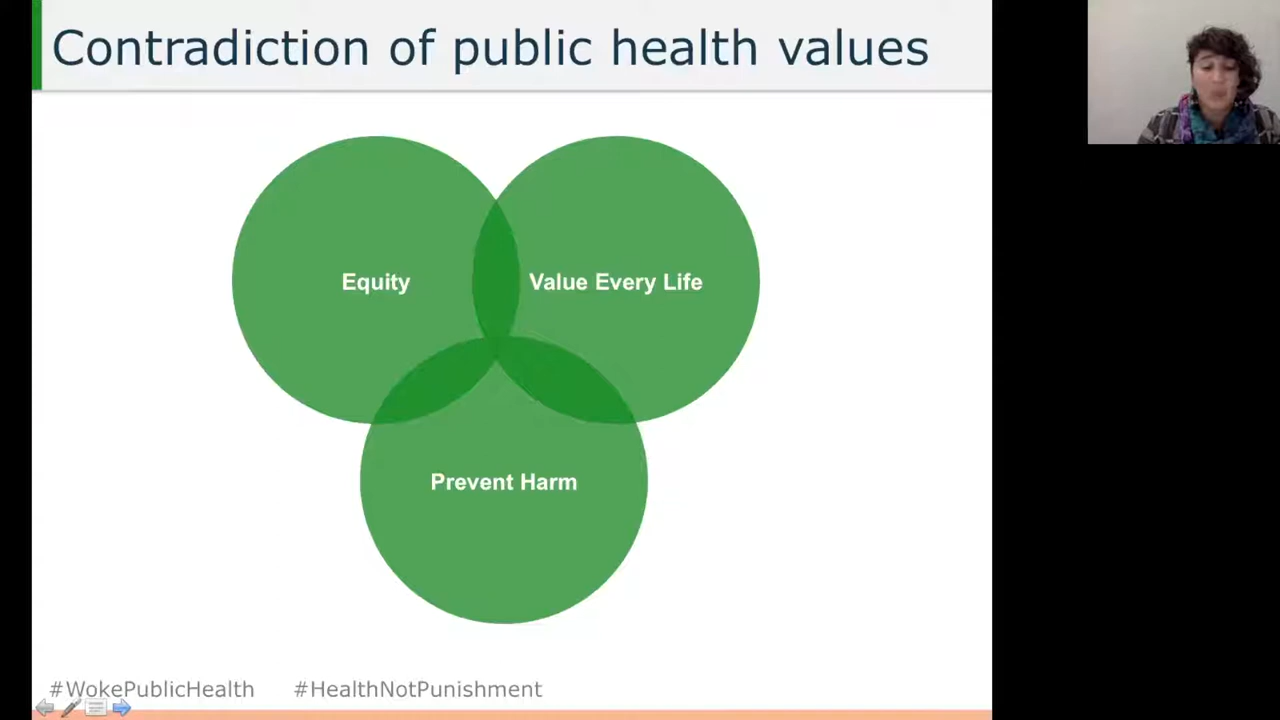 Contradiction of public health values
Equity
Value Every Life
Prevent Harm
#WokePublicHealth #HealthNotPunishment